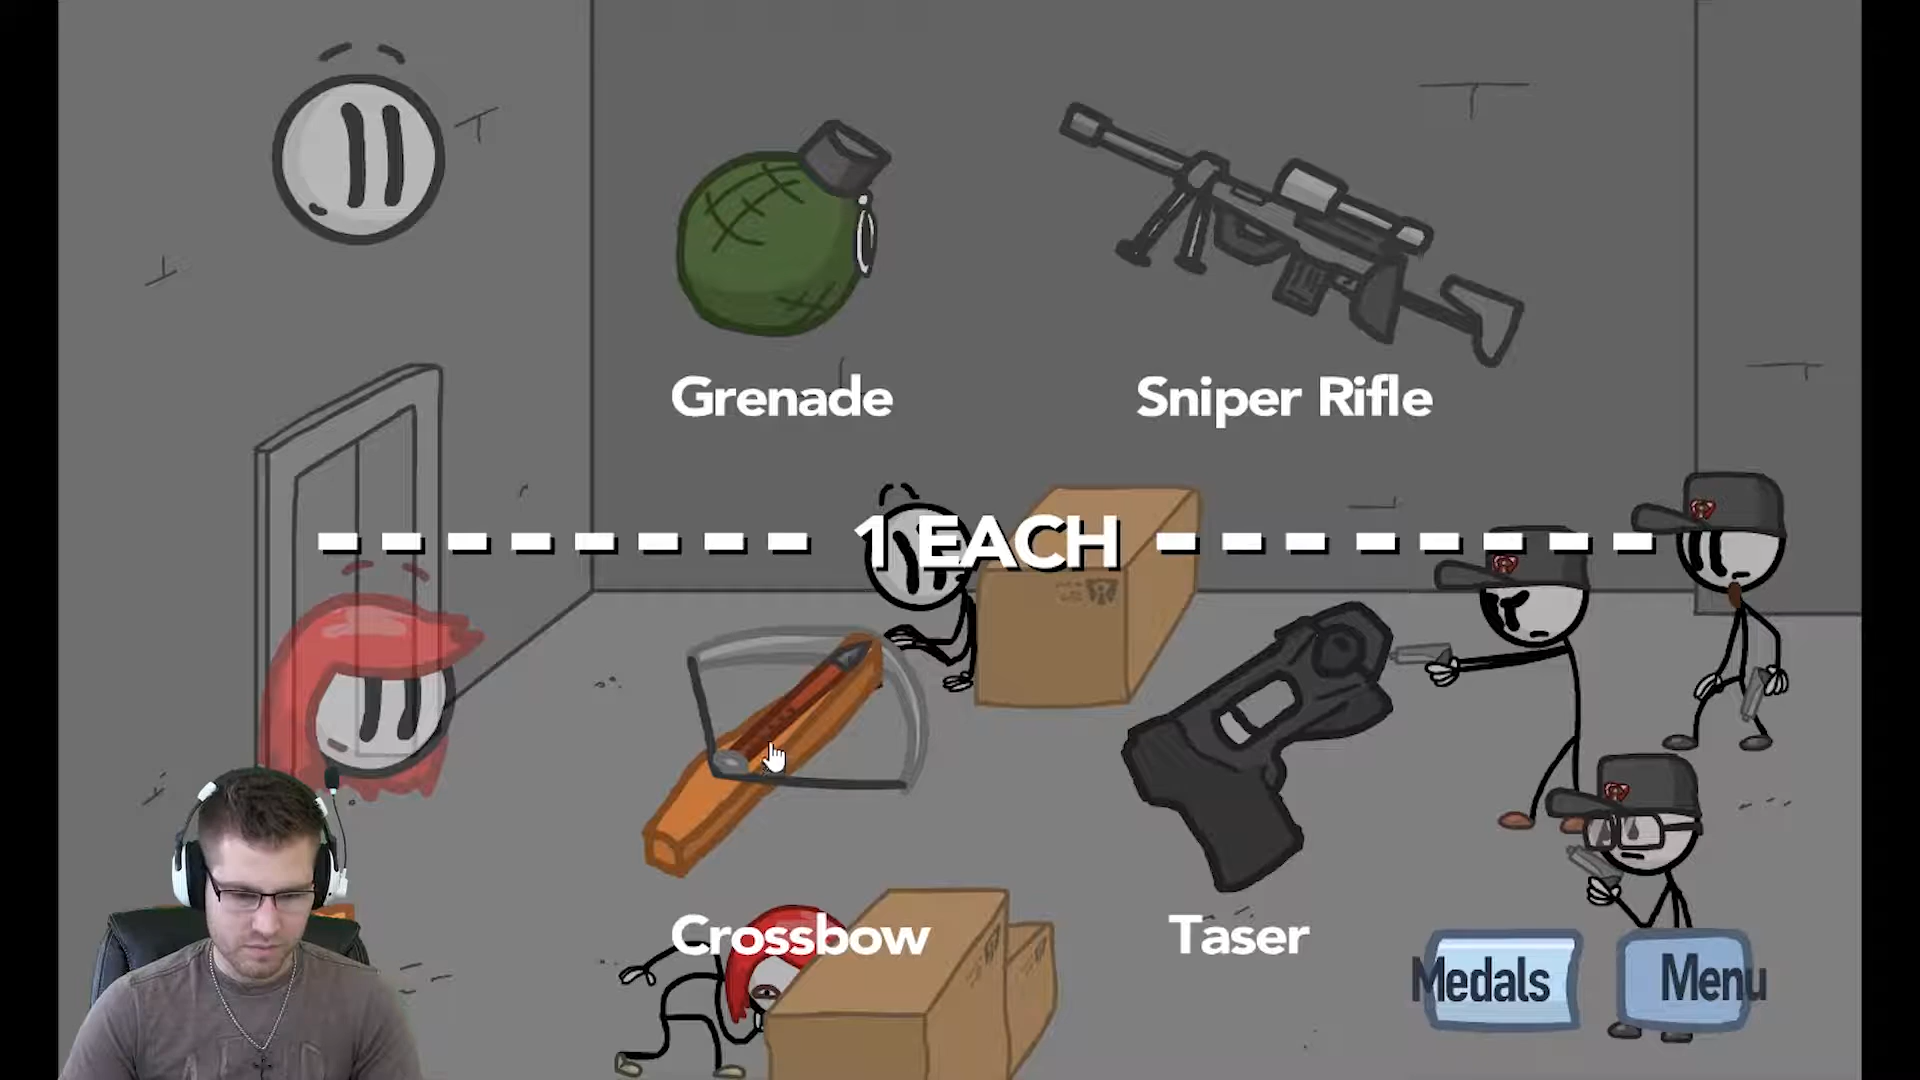 Grenade
Sniper Rifle
1 EACH
Crossbow
Taser
Medals
Menu